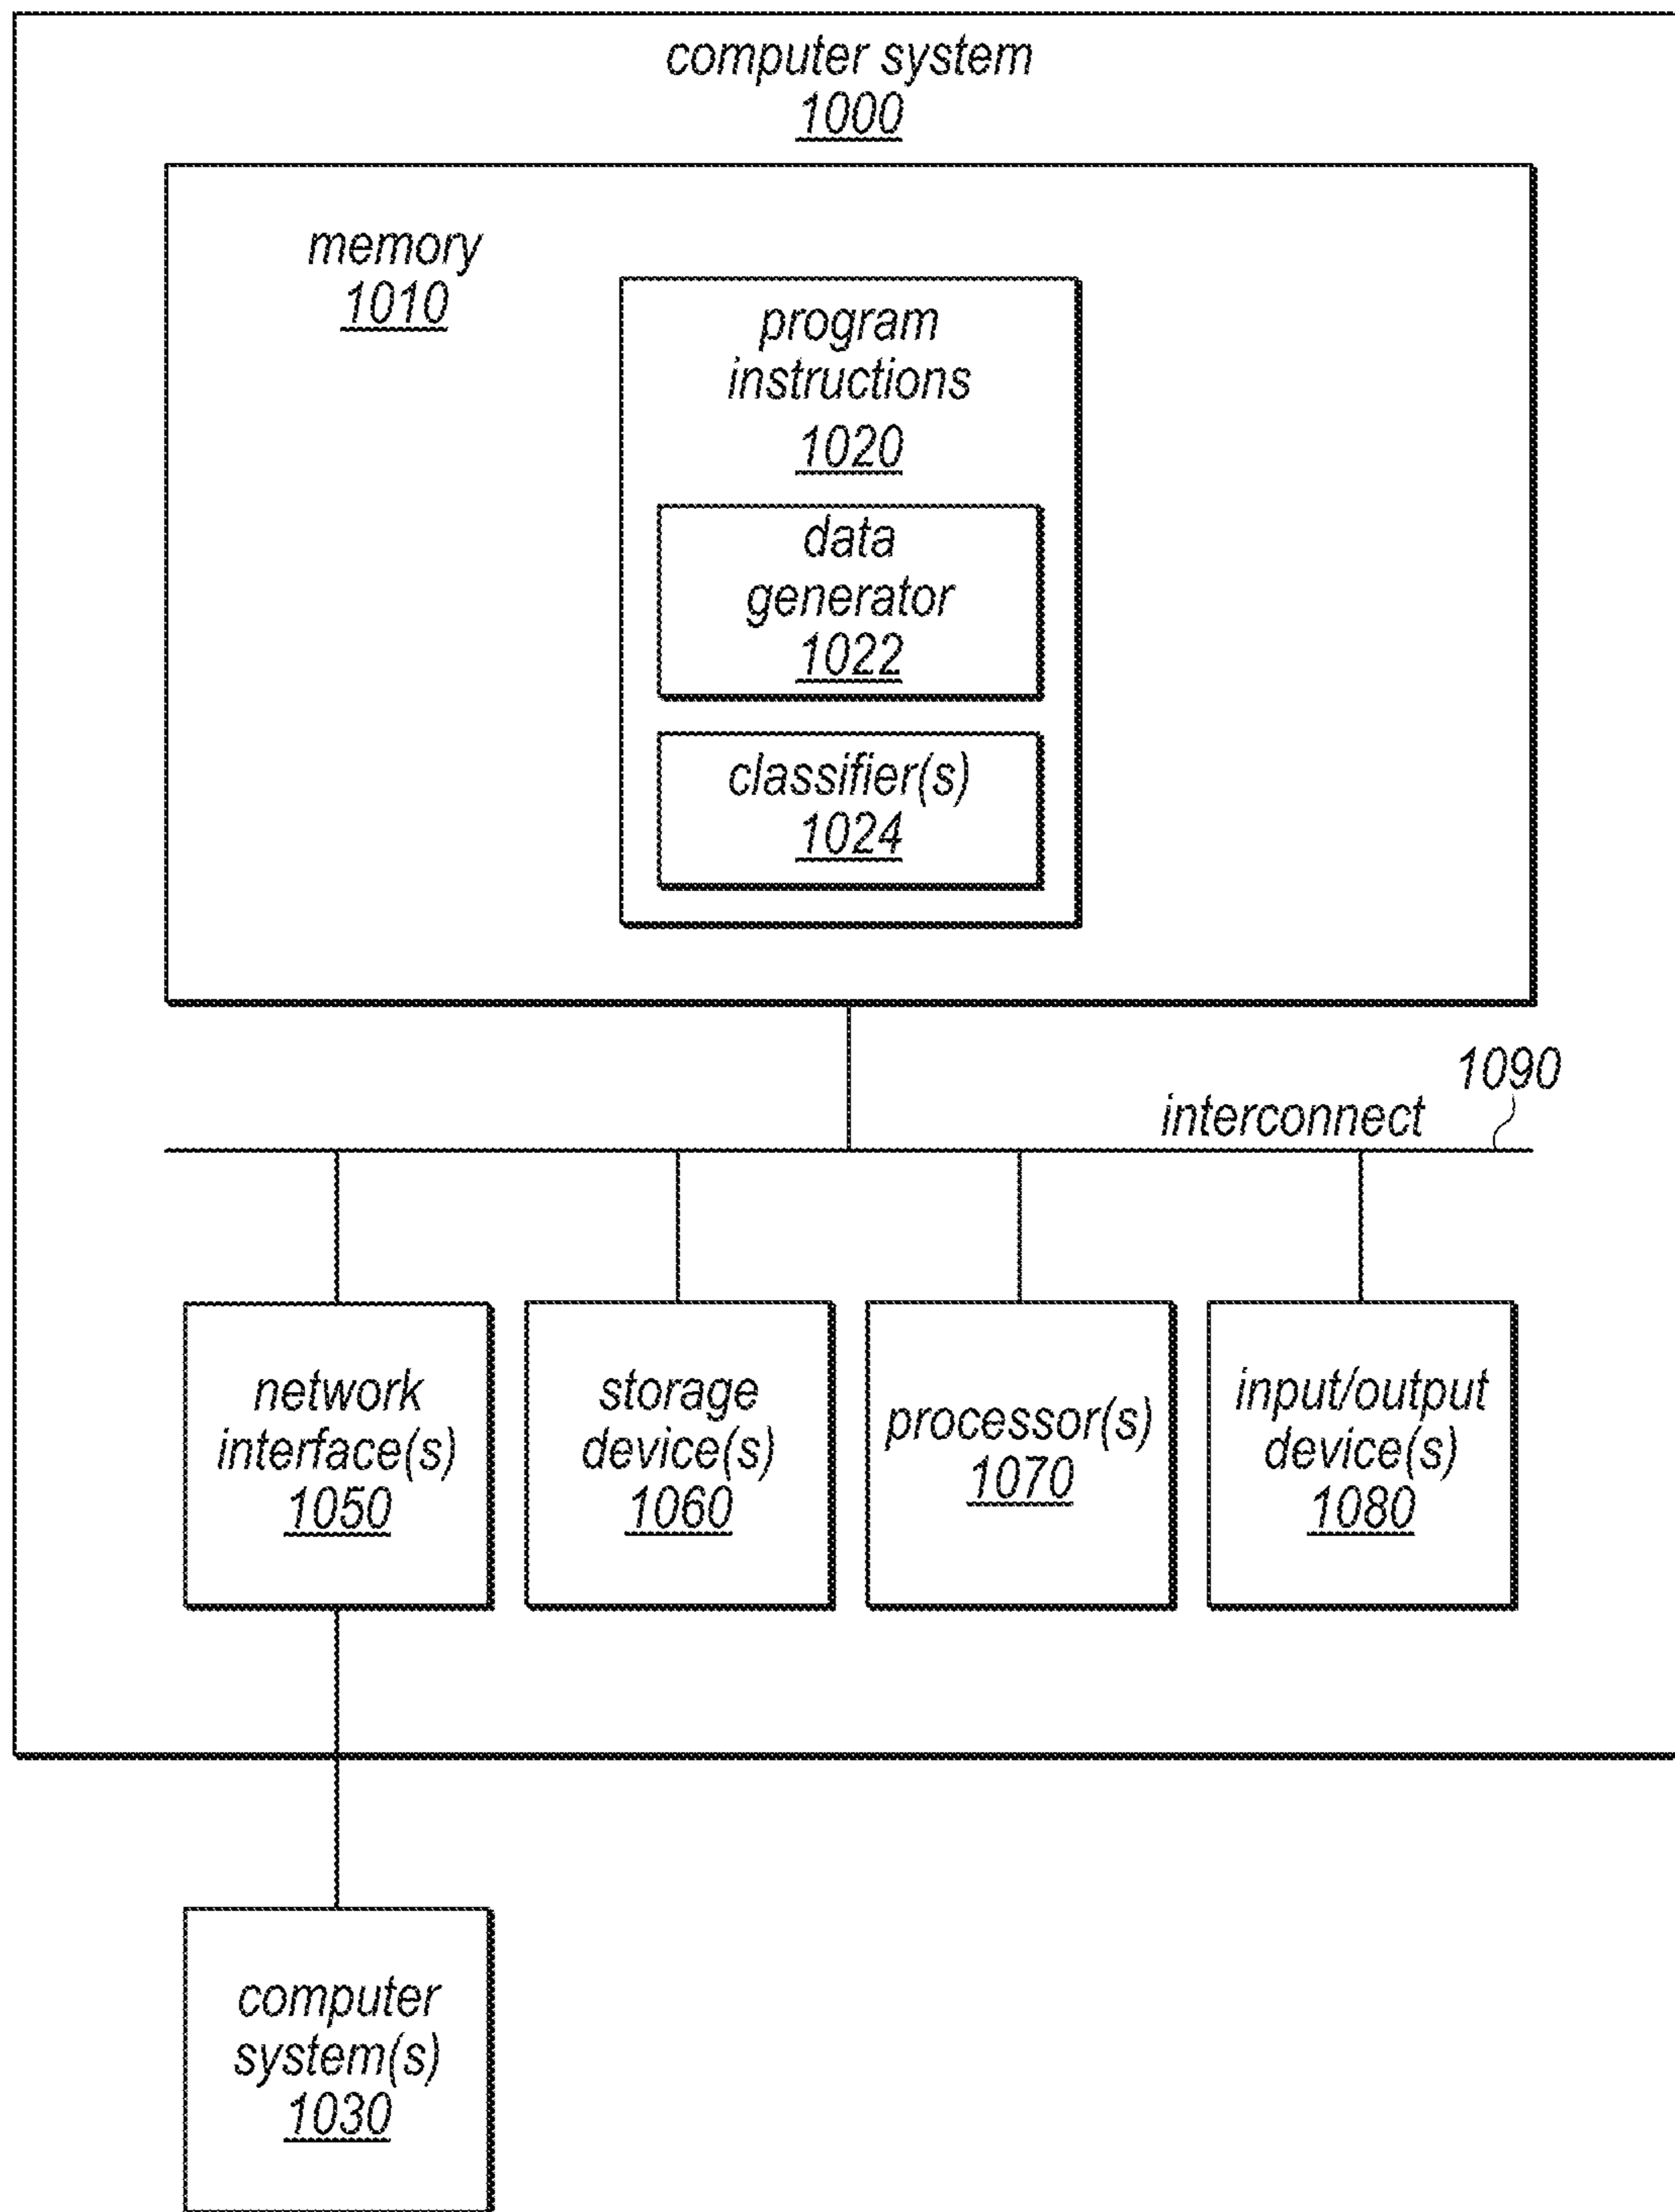 computer system
1000
memory
1010
program
instructions
1020
data
generator
1022
classifier(s)
1024
1090
interconnect
network
interface(s)
1050
storage
device(s)
1060
processor(s)
1070
input/output
device(s)
1080
computer
system(s)
1030